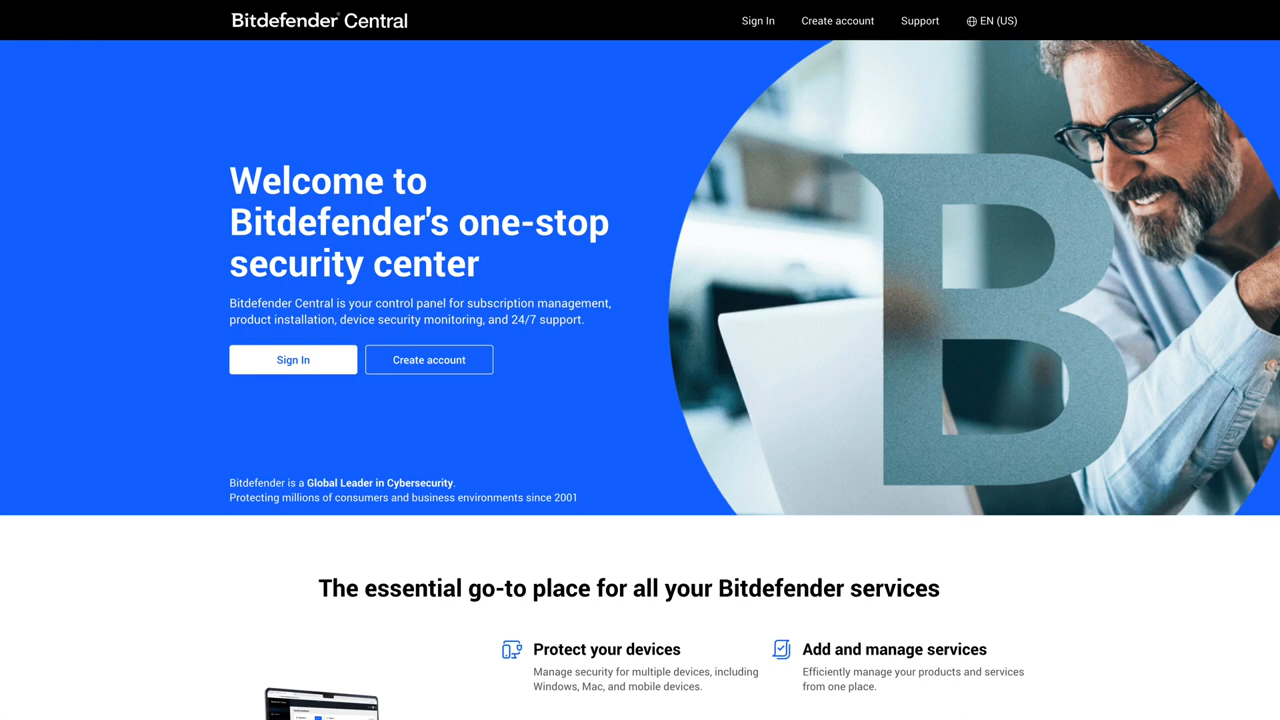 Bitdefender® Central
Sign In
Create account
Support
EN (US)
Welcome to
Bitdefender's one-stop
security center
Bitdefender Central is your control panel for subscription management,
product installation, device security monitoring, and 24/7 support.
Sign In
Create account
Bitdefender is a Global Leader in Cybersecurity.
Protecting millions of consumers and business environments since 2001
B
The essential go-to place for all your Bitdefender services
Protect your devices
Manage security for multiple devices, including
Windows, Mac, and mobile devices.
Add and manage services
Efficiently manage your products and services
from one place.